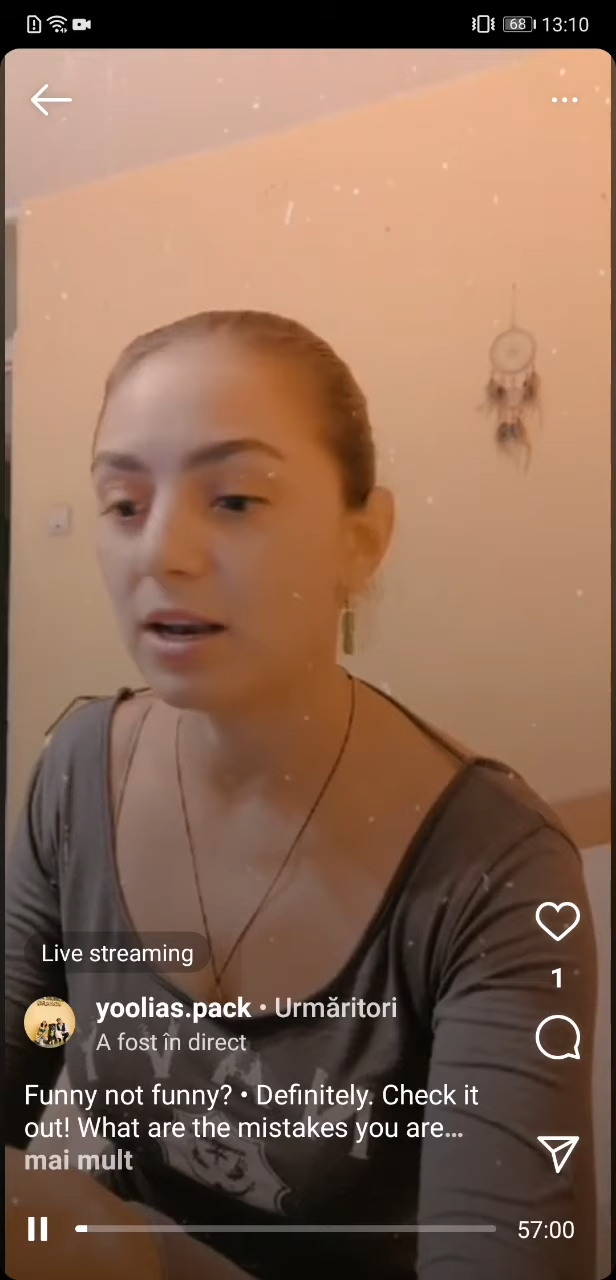 68 13:10
Live streaming
yoolias.pack • Urmăritori
A fost în direct
1
Funny not funny? • Definitely. Check it
out! What are the mistakes you are…
mai mult
57:00